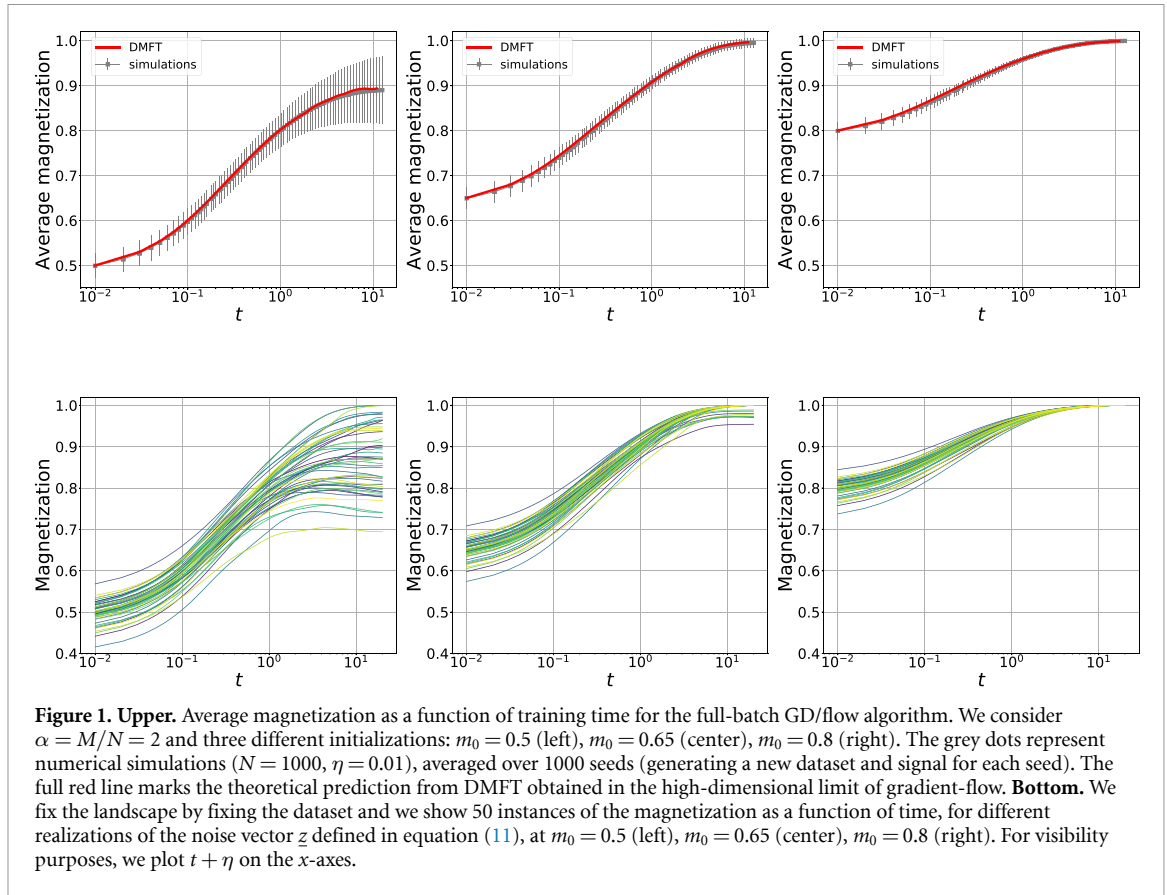 1.0
0.9
0.8
0.7
0.6
0.5
Average magnetization
DMFT
simulations
10⁻²
10⁻¹
10⁰
10¹
t
1.0
0.9
0.8
0.7
0.6
0.5
Average magnetization
DMFT
simulations
10⁻²
10⁻¹
10⁰
10¹
t
1.0
0.9
0.8
0.7
0.6
0.5
Average magnetization
DMFT
simulations
10⁻²
10⁻¹
10⁰
10¹
t
1.0
0.9
0.8
0.7
0.6
0.5
0.4
Magnetization
10⁻²
10⁻¹
10⁰
10¹
t
1.0
0.9
0.8
0.7
0.6
0.5
0.4
Magnetization
10⁻²
10⁻¹
10⁰
10¹
t
1.0
0.9
0.8
0.7
0.6
0.5
0.4
Magnetization
10⁻²
10⁻¹
10⁰
10¹
t
Figure 1. Upper. Average magnetization as a function of training time for the full-batch GD/flow algorithm. We consider
α = M/N = 2 and three different initializations: m₀ = 0.5 (left), m₀ = 0.65 (center), m₀ = 0.8 (right). The grey dots represent
numerical simulations (N = 1000, η = 0.01), averaged over 1000 seeds (generating a new dataset and signal for each seed). The
full red line marks the theoretical prediction from DMFT obtained in the high-dimensional limit of gradient-flow. Bottom. We
fix the landscape by fixing the dataset and we show 50 instances of the magnetization as a function of time, for different
realizations of the noise vector z̲ defined in equation (11), at m₀ = 0.5 (left), m₀ = 0.65 (center), m₀ = 0.8 (right). For visibility
purposes, we plot t + η on the x-axes.